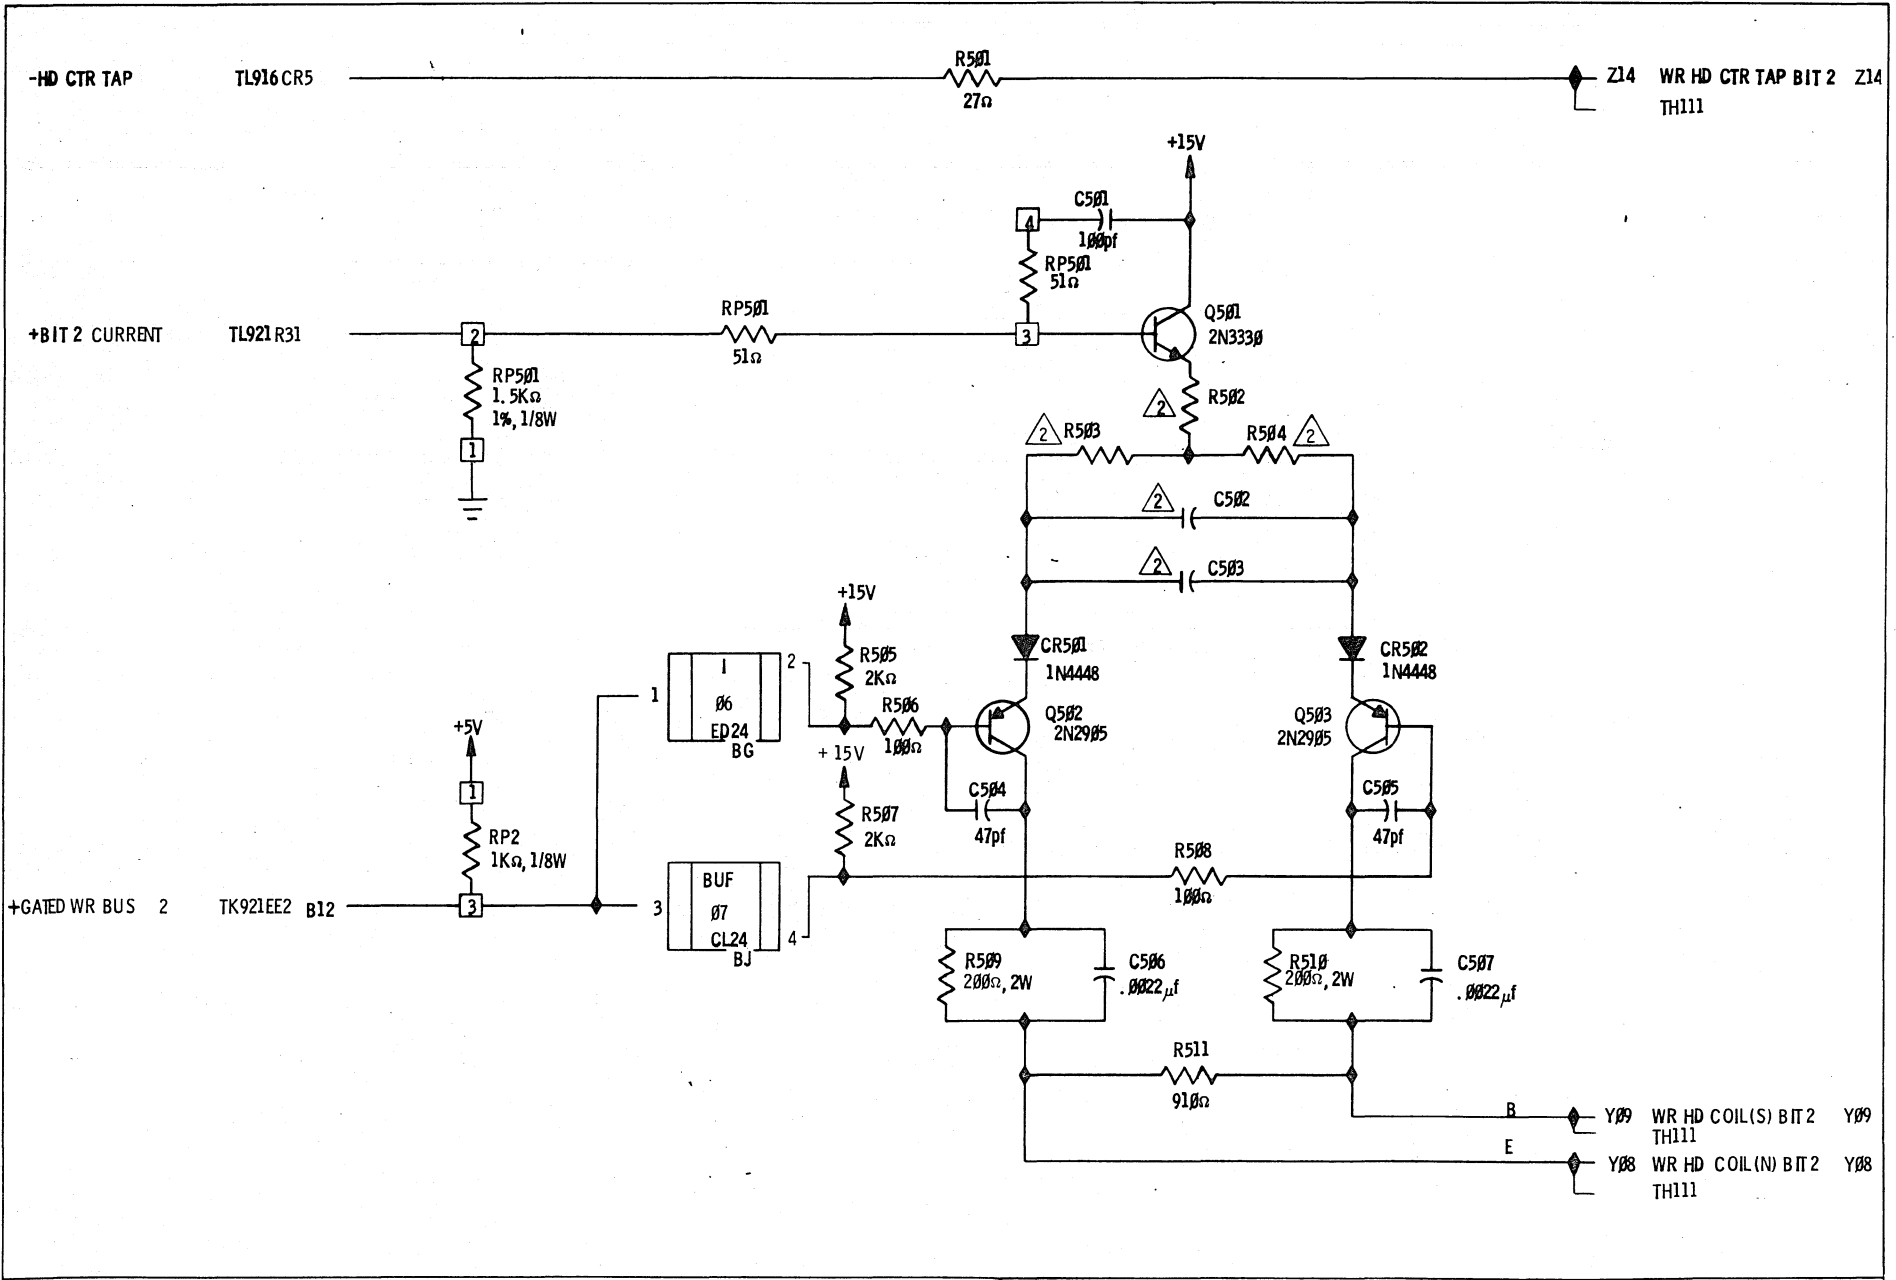 R5Ø1
-HD CTR TAP TL916 CR5 Z14 WR HD CTR TAP BIT 2 Z14
27Ω
TH111
+15V
C5Ø1
4
1ØØpf
RP5Ø1
51Ω
RP5Ø1
Q5Ø1
+BIT 2 CURRENT TL921 R31 2 3 2N333Ø
51Ω
RP5Ø1
1.5KΩ
1%, 1/8W
R5Ø2
2
2 R5Ø3 R5Ø4 2
1
2 C5Ø2
2 C5Ø3
+15V
CR5Ø1
1N4448
CR5Ø2
1N4448
R5Ø5
2KΩ
1 I 2
Ø6
ED24
BG
R5Ø6
1ØØΩ
Q5Ø2
2N29Ø5
Q5Ø3
2N29Ø5
+5V
+15V
1
C5Ø4
47pf
C5Ø5
47pf
R5Ø7
2KΩ
RP2
1KΩ, 1/8W
R5Ø8
1ØØΩ
BUF
+GATED WR BUS 2 TK921EE2 B12 3 3 Ø7
CL24 4
BJ
R5Ø9
2ØØΩ, 2W
C5Ø6
.ØØ22µf
R51Ø
2ØØΩ, 2W
C5Ø7
.ØØ22µf
R511
91ØΩ
B YØ9 WR HD COIL(S) BIT 2 YØ9
TH111
E YØ8 WR HD COIL(N) BIT 2 YØ8
TH111